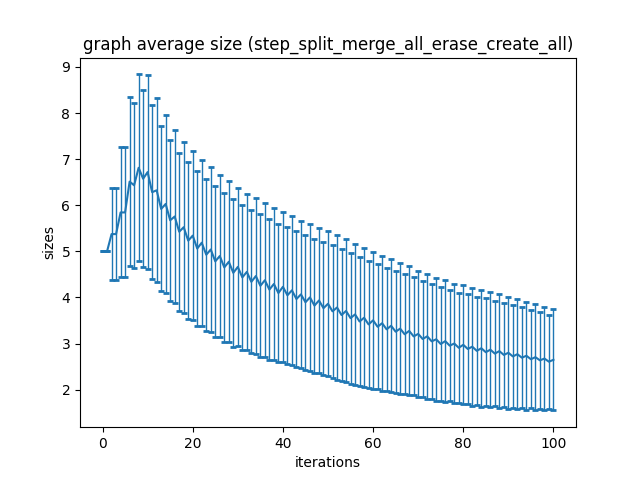 graph average size (step_split_merge_all_erase_create_all)
9
8
7
6
5
4
3
2
sizes
0 20 40 60 80 100
iterations